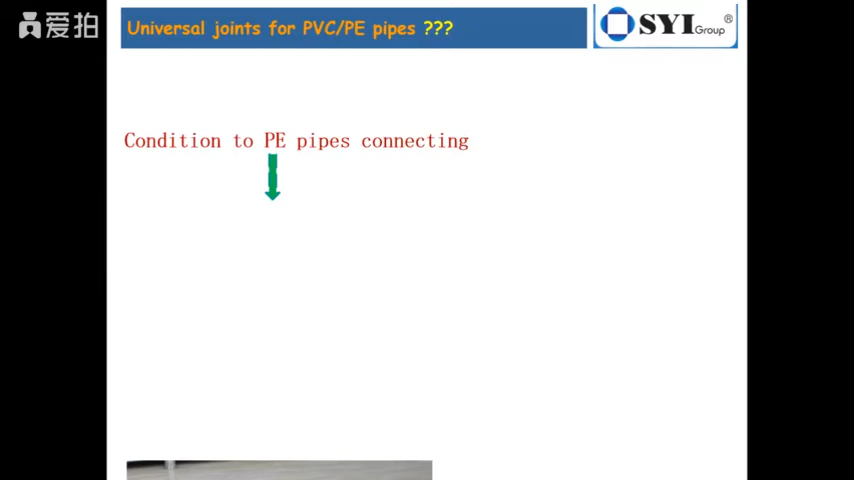 爱拍
Universal joints for PVC/PE pipes ???
SYI Group®
Condition to PE pipes connecting